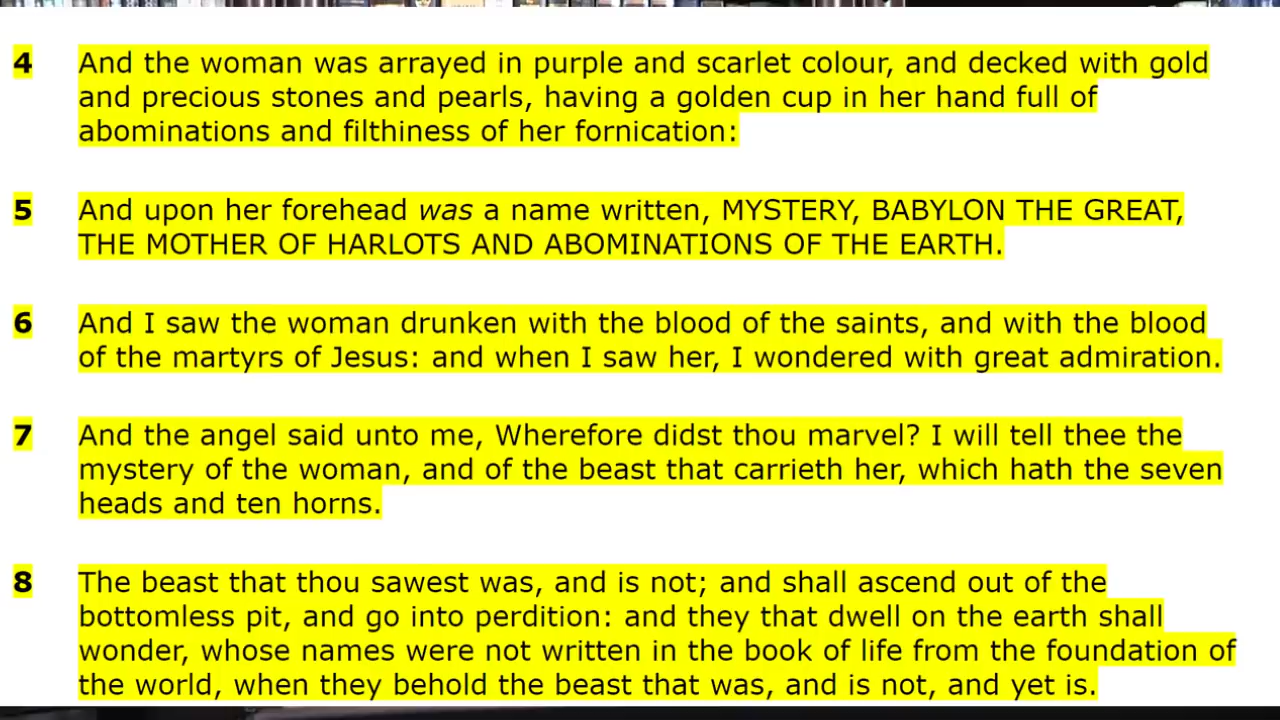 4 And the woman was arrayed in purple and scarlet colour, and decked with gold
and precious stones and pearls, having a golden cup in her hand full of
abominations and filthiness of her fornication:
5 And upon her forehead was a name written, MYSTERY, BABYLON THE GREAT,
THE MOTHER OF HARLOTS AND ABOMINATIONS OF THE EARTH.
6 And I saw the woman drunken with the blood of the saints, and with the blood
of the martyrs of Jesus: and when I saw her, I wondered with great admiration.
7 And the angel said unto me, Wherefore didst thou marvel? I will tell thee the
mystery of the woman, and of the beast that carrieth her, which hath the seven
heads and ten horns.
8 The beast that thou sawest was, and is not; and shall ascend out of the
bottomless pit, and go into perdition: and they that dwell on the earth shall
wonder, whose names were not written in the book of life from the foundation of
the world, when they behold the beast that was, and is not, and yet is.